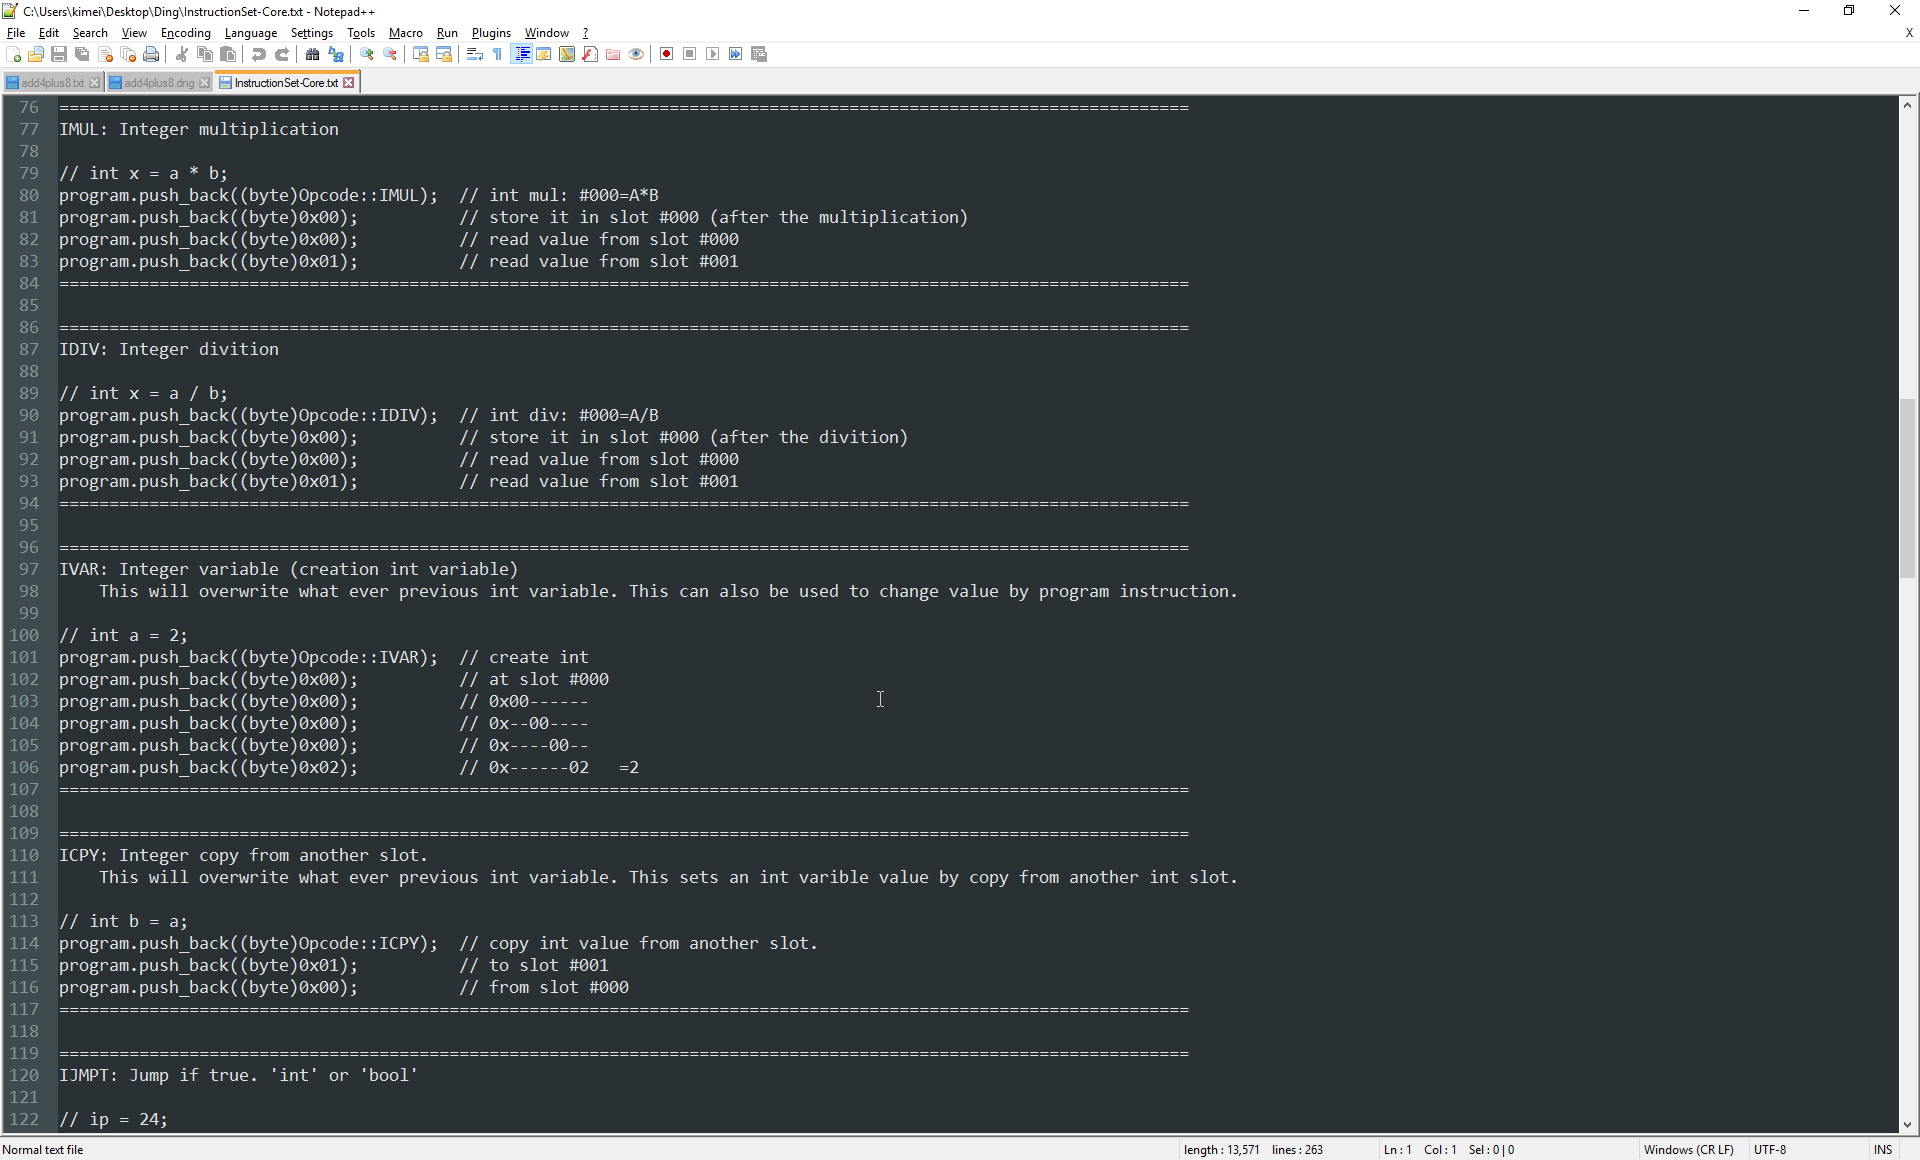 C:\Users\kimei\Desktop\Ding\InstructionSet-Core.txt - Notepad++
File Edit Search View Encoding Language Settings Tools Macro Run Plugins Window ? X
add4plus8.txt add4plus8.dng InstructionSet-Core.txt
76 =================================================================================================================
77 IMUL: Integer multiplication
78
79 // int x = a * b;
80 program.push_back((byte)Opcode::IMUL);  // int mul: #000=A*B
81 program.push_back((byte)0x00);          // store it in slot #000 (after the multiplication)
82 program.push_back((byte)0x00);          // read value from slot #000
83 program.push_back((byte)0x01);          // read value from slot #001
84 =================================================================================================================
85
86 =================================================================================================================
87 IDIV: Integer divition
88
89 // int x = a / b;
90 program.push_back((byte)Opcode::IDIV);  // int div: #000=A/B
91 program.push_back((byte)0x00);          // store it in slot #000 (after the divition)
92 program.push_back((byte)0x00);          // read value from slot #000
93 program.push_back((byte)0x01);          // read value from slot #001
94 =================================================================================================================
95
96 =================================================================================================================
97 IVAR: Integer variable (creation int variable)
98     This will overwrite what ever previous int variable. This can also be used to change value by program instruction.
99
100 // int a = 2;
101 program.push_back((byte)Opcode::IVAR);  // create int
102 program.push_back((byte)0x00);          // at slot #000
103 program.push_back((byte)0x00);          // 0x00------
104 program.push_back((byte)0x00);          // 0x--00----
105 program.push_back((byte)0x00);          // 0x----00--
106 program.push_back((byte)0x02);          // 0x------02   =2
107 =================================================================================================================
108
109 =================================================================================================================
110 ICPY: Integer copy from another slot.
111     This will overwrite what ever previous int variable. This sets an int varible value by copy from another int slot.
112
113 // int b = a;
114 program.push_back((byte)Opcode::ICPY);  // copy int value from another slot.
115 program.push_back((byte)0x01);          // to slot #001
116 program.push_back((byte)0x00);          // from slot #000
117 =================================================================================================================
118
119 =================================================================================================================
120 IJMPT: Jump if true. 'int' or 'bool'
121
122 // ip = 24;
Normal text file length : 13,571 lines : 263 Ln : 1 Col : 1 Sel : 0 | 0 Windows (CR LF) UTF-8 INS